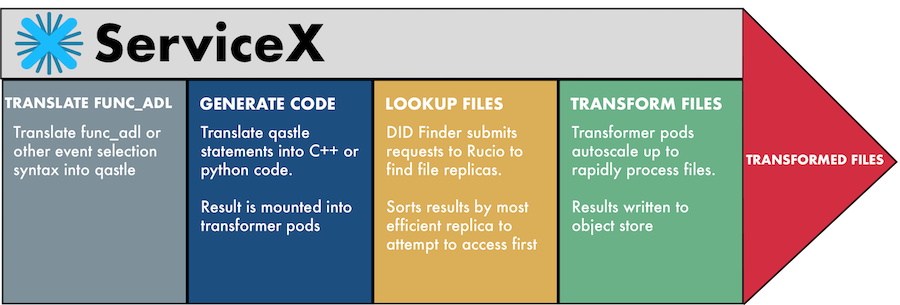 ServiceX
TRANSLATE FUNC_ADL
Translate func_adl or
other event selection
syntax into qastle
GENERATE CODE
Translate qastle
statements into C++ or
python code.
Result is mounted into
transformer pods
LOOKUP FILES
DID Finder submits
requests to Rucio to
find file replicas.
Sorts results by most
efficient replica to
attempt to access first
TRANSFORM FILES
Transformer pods
autoscale up to
rapidly process files.
Results written to
object store
TRANSFORMED FILES